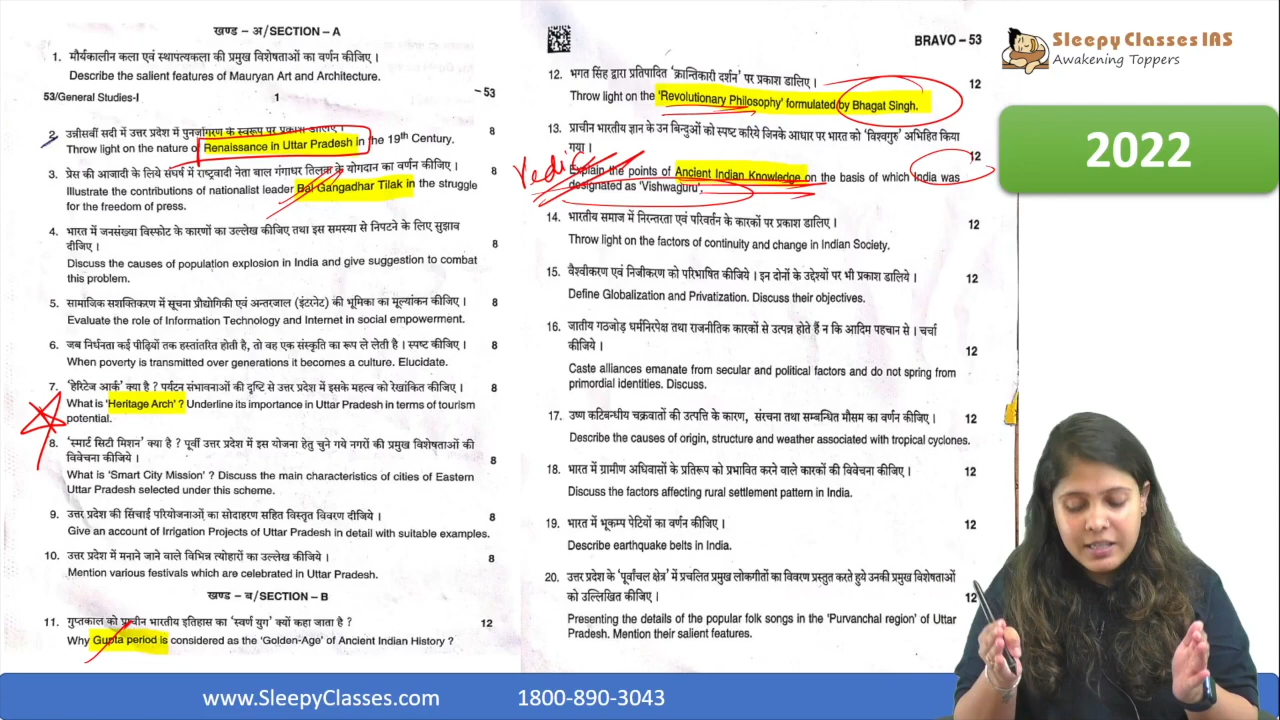 खण्ड – अ/SECTION – A
1. मौर्यकालीन कला एवं स्थापत्यकला की प्रमुख विशेषताओं का वर्णन कीजिए।
Describe the salient features of Mauryan Art and Architecture.
53/General Studies-I 1 - 53
2. उन्नीसवीं सदी में उत्तर प्रदेश में पुनर्जागरण के स्वरूप पर प्रकाश डालिए। 8
Throw light on the nature of Renaissance in Uttar Pradesh in the 19th Century.
3. प्रेस की आजादी के लिये संघर्ष में राष्ट्रवादी नेता बाल गंगाधर तिलक के योगदान का वर्णन कीजिए। 8
Illustrate the contributions of nationalist leader Bal Gangadhar Tilak in the struggle
for the freedom of press.
4. भारत में जनसंख्या विस्फोट के कारणों का उल्लेख कीजिए तथा इस समस्या से निपटने के लिए सुझाव
दीजिए। 8
Discuss the causes of population explosion in India and give suggestion to combat
this problem.
5. सामाजिक सशक्तिकरण में सूचना प्रौद्योगिकी एवं अन्तरजाल (इंटरनेट) की भूमिका का मूल्यांकन कीजिए। 8
Evaluate the role of Information Technology and Internet in social empowerment.
6. जब निर्धनता कई पीढ़ियों तक हस्तांतरित होती है, तो वह एक संस्कृति का रूप ले लेती है। स्पष्ट कीजिए। 8
When poverty is transmitted over generations it becomes a culture. Elucidate.
7. 'हेरिटेज आर्क' क्या है ? पर्यटन संभावनाओं की दृष्टि से उत्तर प्रदेश में इसके महत्व को रेखांकित कीजिए। 8
What is 'Heritage Arch' ? Underline its importance in Uttar Pradesh in terms of tourism
potential.
8. 'स्मार्ट सिटी मिशन' क्या है ? पूर्वी उत्तर प्रदेश में इस योजना हेतु चुने गये नगरों की प्रमुख विशेषताओं की
विवेचना कीजिये। 8
What is 'Smart City Mission' ? Discuss the main characteristics of cities of Eastern
Uttar Pradesh selected under this scheme.
9. उत्तर प्रदेश की सिंचाई परियोजनाओं का सोदाहरण सहित विस्तृत विवरण दीजिये। 8
Give an account of Irrigation Projects of Uttar Pradesh in detail with suitable examples.
10. उत्तर प्रदेश में मनाने जाने वाले विभिन्न त्योहारों का उल्लेख कीजिये। 8
Mention various festivals which are celebrated in Uttar Pradesh.
खण्ड – ब/SECTION – B
11. गुप्तकाल को प्राचीन भारतीय इतिहास का 'स्वर्ण युग' क्यों कहा जाता है ? 12
Why Gupta period is considered as the 'Golden-Age' of Ancient Indian History ?
BRAVO – 53
12. भगत सिंह द्वारा प्रतिपादित 'क्रान्तिकारी दर्शन' पर प्रकाश डालिए। 12
Throw light on the 'Revolutionary Philosophy' formulated by Bhagat Singh.
13. प्राचीन भारतीय ज्ञान के उन बिन्दुओं को स्पष्ट करिये जिनके आधार पर भारत को 'विश्वगुरु' अभिहित किया
गया। 12
Vedic
Explain the points of Ancient Indian Knowledge on the basis of which India was
designated as 'Vishwaguru'.
14. भारतीय समाज में निरन्तरता एवं परिवर्तन के कारकों पर प्रकाश डालिए। 12
Throw light on the factors of continuity and change in Indian Society.
15. वैश्वीकरण एवं निजीकरण को परिभाषित कीजिये। इन दोनों के उद्देश्यों पर भी प्रकाश डालिये। 12
Define Globalization and Privatization. Discuss their objectives.
16. जातीय गठजोड़ धर्मनिरपेक्ष तथा राजनीतिक कारकों से उत्पन्न होते हैं न कि आदिम पहचान से। चर्चा
कीजिये। 12
Caste alliances emanate from secular and political factors and do not spring from
primordial identities. Discuss.
17. उष्ण कटिबन्धीय चक्रवातों की उत्पत्ति के कारण, संरचना तथा सम्बन्धित मौसम का वर्णन कीजिए। 12
Describe the causes of origin, structure and weather associated with tropical cyclones.
18. भारत में ग्रामीण अधिवासों के प्रतिरूप को प्रभावित करने वाले कारकों की विवेचना कीजिए। 12
Discuss the factors affecting rural settlement pattern in India.
19. भारत में भूकम्प पेटियों का वर्णन कीजिए। 12
Describe earthquake belts in India.
20. उत्तर प्रदेश के 'पूर्वांचल क्षेत्र' में प्रचलित प्रमुख लोकगीतों का विवरण प्रस्तुत करते हुये उनकी प्रमुख विशेषताओं
को उल्लिखित कीजिए। 12
Presenting the details of the popular folk songs in the 'Purvanchal region' of Uttar
Pradesh. Mention their salient features.
Sleepy Classes IAS
Awakening Toppers
2022
www.SleepyClasses.com 1800-890-3043